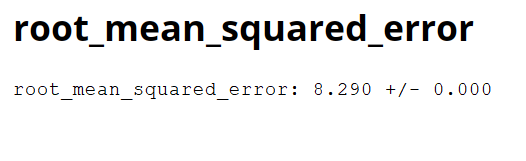 root_mean_squared_error
root_mean_squared_error: 8.290 +/- 0.000